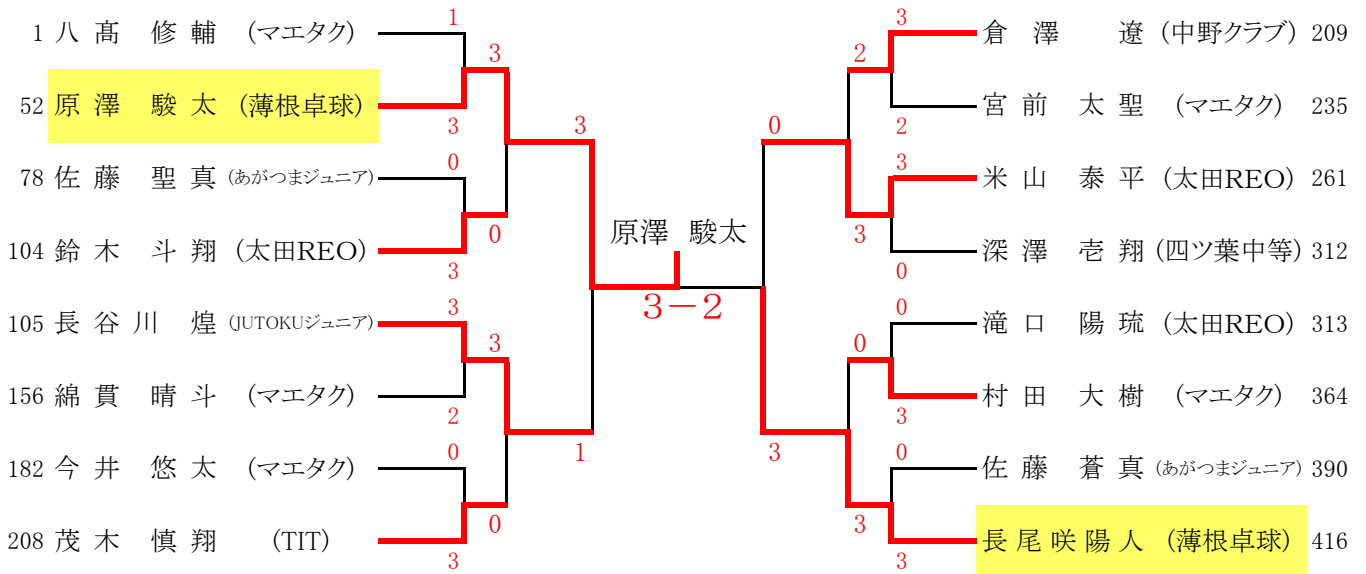 1 八髙 修輔 (マエタク)
52 原澤 駿太 (薄根卓球)
78 佐藤 聖真 (あがつまジュニア)
104 鈴木 斗翔 (太田REO)
105 長谷川 煌 (JUTOKUジュニア)
156 綿貫 晴斗 (マエタク)
182 今井 悠太 (マエタク)
208 茂木 慎翔 (TIT)
1
3
3
0
0
3
3
3
2
0
0
3
3
1
原澤 駿太
3−2
0
3
2
3
0
3
3
2
3
0
0
3
0
3
倉澤 遼 (中野クラブ) 209
宮前 太聖 (マエタク) 235
米山 泰平 (太田REO) 261
深澤 壱翔 (四ツ葉中等) 312
滝口 陽琉 (太田REO) 313
村田 大樹 (マエタク) 364
佐藤 蒼真 (あがつまジュニア) 390
長尾咲陽人 (薄根卓球) 416